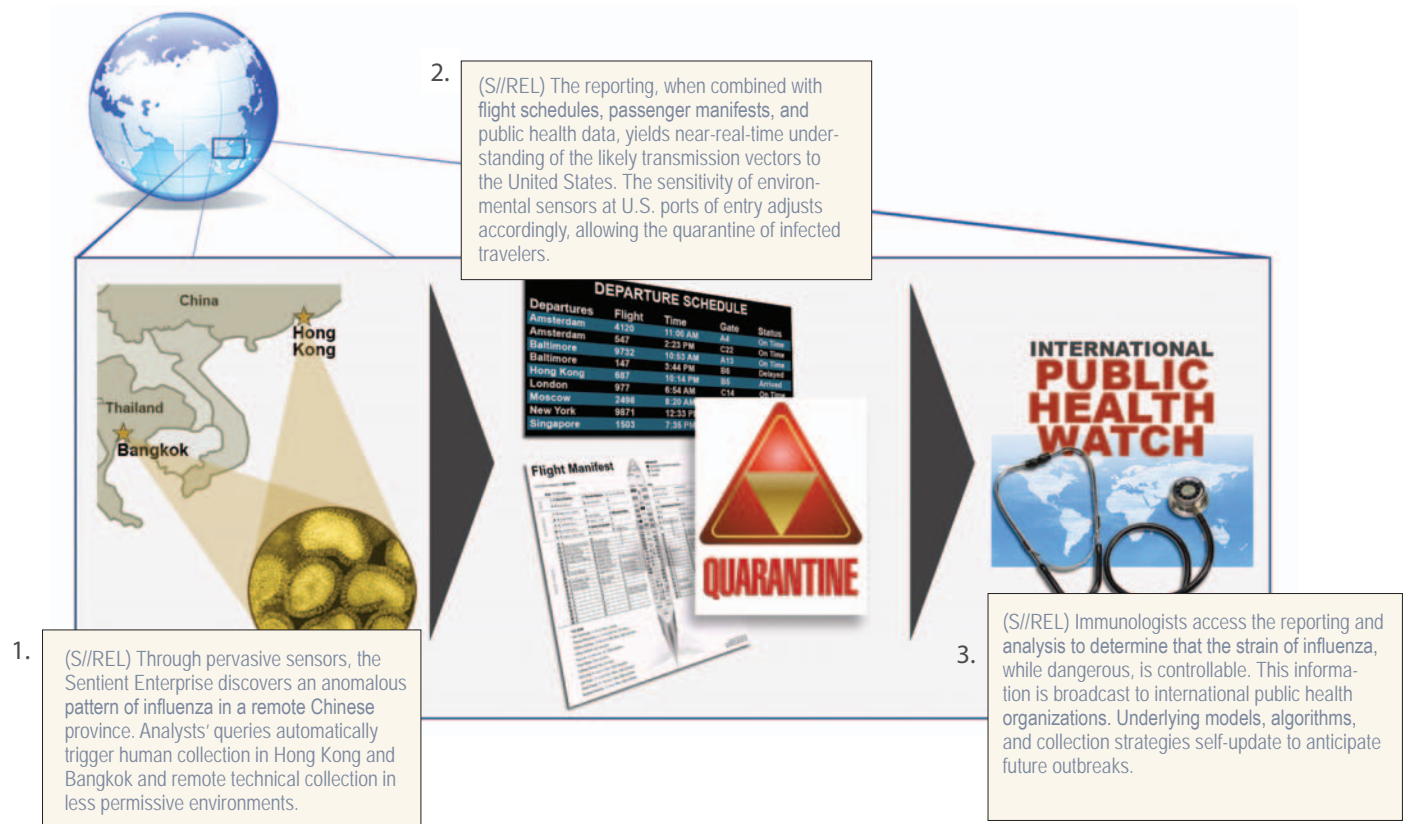 2.
(S//REL) The reporting, when combined with
flight schedules, passenger manifests, and
public health data, yields near-real-time under-
standing of the likely transmission vectors to
the United States. The sensitivity of environ-
mental sensors at U.S. ports of entry adjusts
accordingly, allowing the quarantine of infected
travelers.
China
Hong
Kong
Thailand
Bangkok
DEPARTURE SCHEDULE
Departures Flight Time Gate Status
Amsterdam 4120 11:00 AM A4 On Time
Amsterdam 547 2:23 PM C22 On Time
Baltimore 9732 10:53 AM A13 On Time
Baltimore 147 3:44 PM B6 Delayed
Hong Kong 687 10:14 PM B5 Arrived
London 977 6:54 AM C14 On Time
Moscow 2498 8:20 AM
New York 9871 12:33
Singapore 1503 7:35 PM
Flight Manifest
QUARANTINE
INTERNATIONAL
PUBLIC
HEALTH
WATCH
1.
(S//REL) Through pervasive sensors, the
Sentient Enterprise discovers an anomalous
pattern of influenza in a remote Chinese
province. Analysts' queries automatically
trigger human collection in Hong Kong and
Bangkok and remote technical collection in
less permissive environments.
3.
(S//REL) Immunologists access the reporting and
analysis to determine that the strain of influenza,
while dangerous, is controllable. This informa-
tion is broadcast to international public health
organizations. Underlying models, algorithms,
and collection strategies self-update to anticipate
future outbreaks.